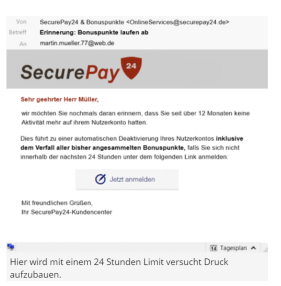 Von SecurePay24 & Bonuspunkte <OnlineServices@securepay24.de>
Betreff Erinnerung: Bonuspunkte laufen ab
An martin.mueller.77@web.de
SecurePay 24
Sehr geehrter Herr Müller,
wir möchten Sie nochmals daran erinnern, dass Sie seit über 12 Monaten keine
Aktivität mehr auf ihrem Nutzerkonto hatten.
Dies führt zu einer automatischen Deaktivierung Ihres Nutzerkontos inklusive
dem Verfall aller bisher angesammelten Bonuspunkte, falls Sie sich nicht
innerhalb der nächsten 24 Stunden unter dem folgenden Link anmelden:
Jetzt anmelden
Mit freundlichen Grüßen,
Ihr SecurePay24-Kundencenter
Tagesplan
Hier wird mit einem 24 Stunden Limit versucht Druck
aufzubauen.